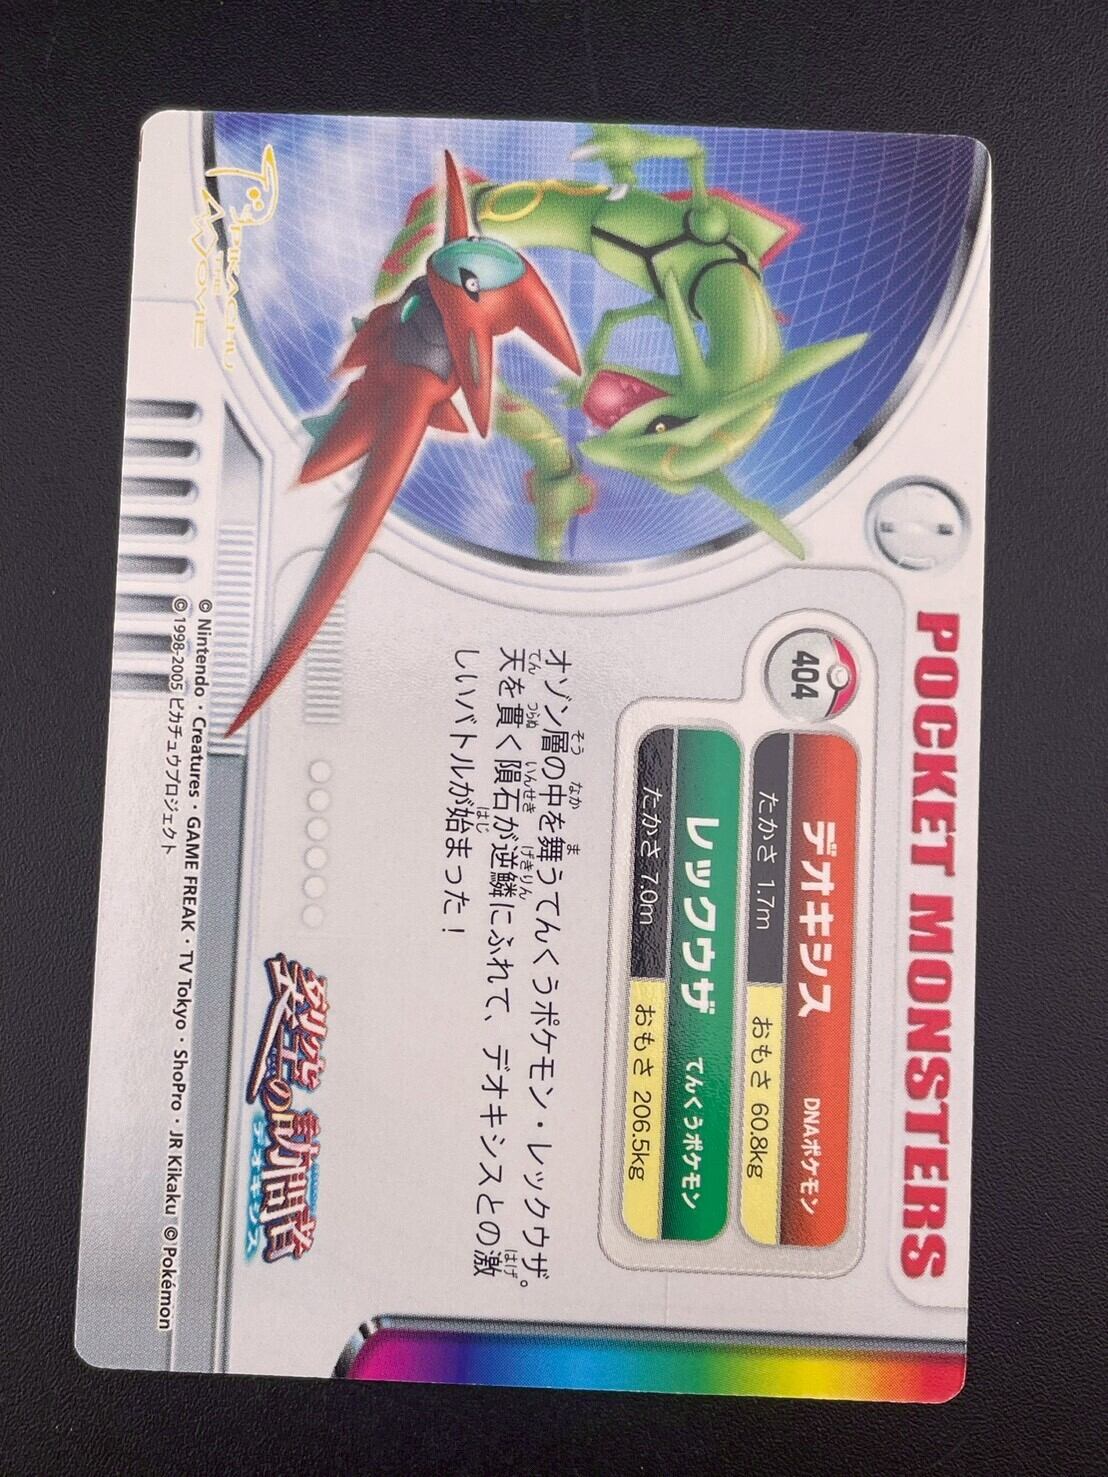 POCKET MONSTERS
404
デオキシス DNAポケモン
たかさ 1.7m おもさ 60.8kg
レックウザ てんくうポケモン
たかさ 7.0m おもさ 206.5kg
オゾン層の中を舞うてんくうポケモン・レックウザ。
天を貫く隕石が逆鱗にふれて、デオキシスとの激
しいバトルが始まった！
裂空の訪問者
デオキシス
PIKACHU
THE
MOVIE
© Nintendo・Creatures・GAME FREAK・TV Tokyo・ShoPro・JR Kikaku © Pokémon
© 1998-2005 ピカチュウプロジェクト